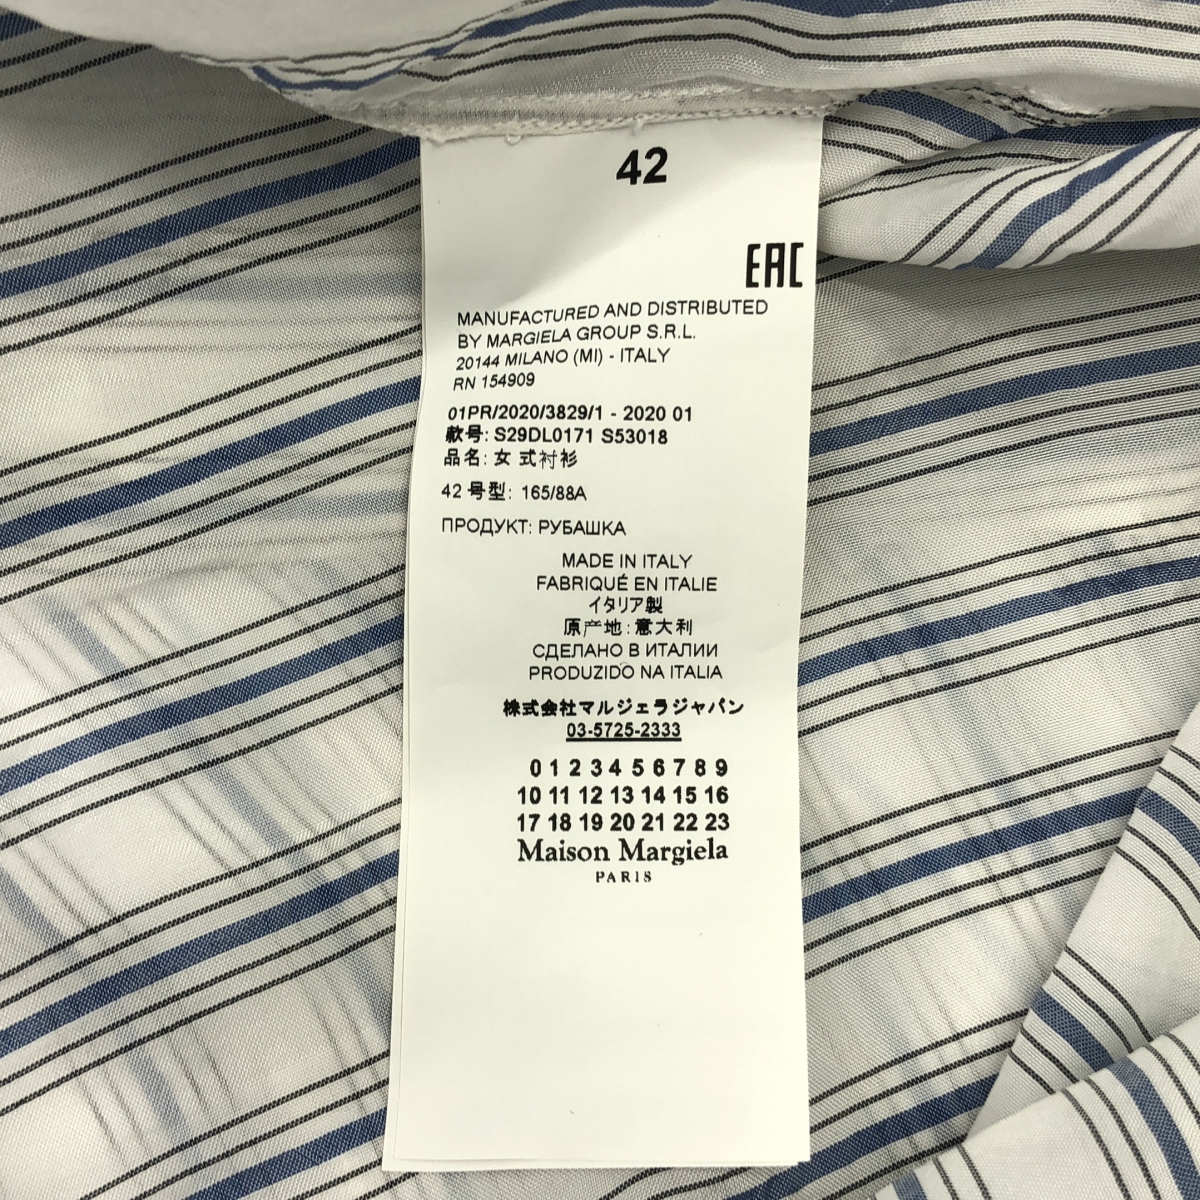 42
EAC
MANUFACTURED AND DISTRIBUTED
BY MARGIELA GROUP S.R.L.
20144 MILANO (MI) - ITALY
RN 154909
01PR/2020/3829/1 - 2020 01
款号: S29DL0171 S53018
品名: 女 式衬衫
42 号型: 165/88A
ПРОДУКТ: РУБАШКА
MADE IN ITALY
FABRIQUÉ EN ITALIE
イタリア製
原产地: 意大利
СДЕЛАНО В ИТАЛИИ
PRODUZIDO NA ITALIA
株式会社マルジェラジャパン
03-5725-2333
0 1 2 3 4 5 6 7 8 9
10 11 12 13 14 15 16
17 18 19 20 21 22 23
Maison Margiela
PARIS